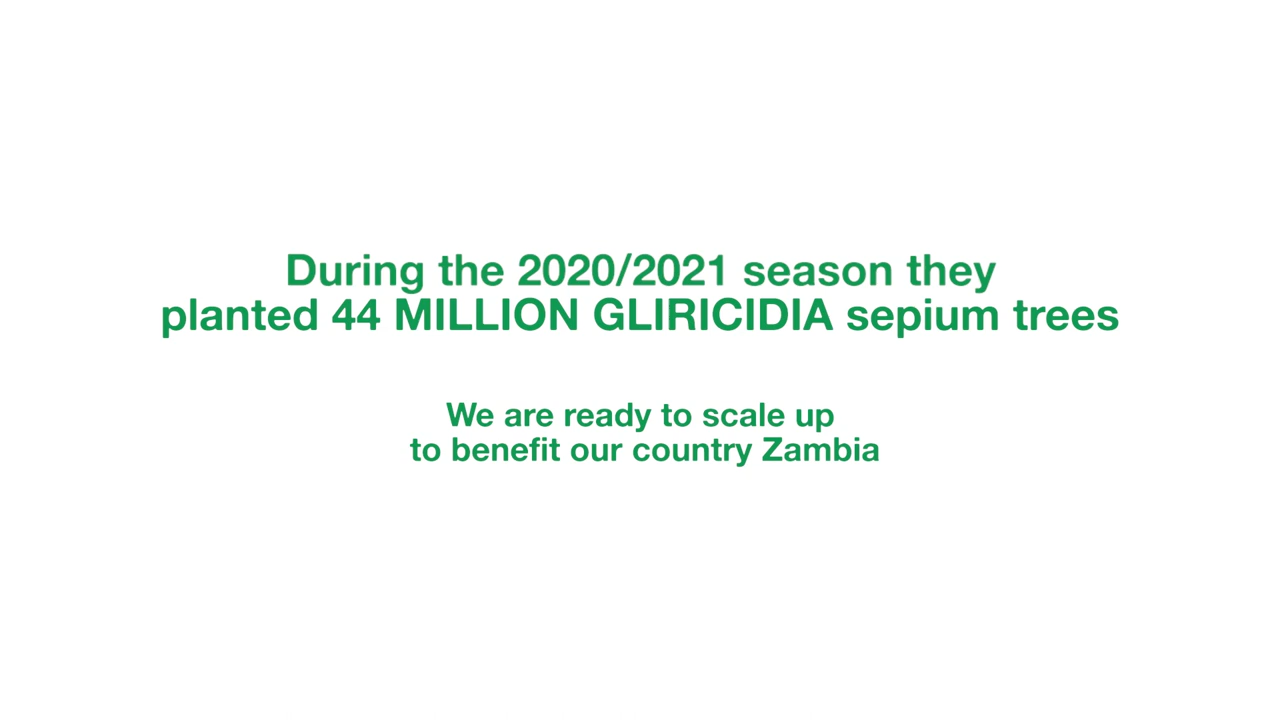 During the 2020/2021 season they
planted 44 MILLION GLIRICIDIA sepium trees
We are ready to scale up
to benefit our country Zambia